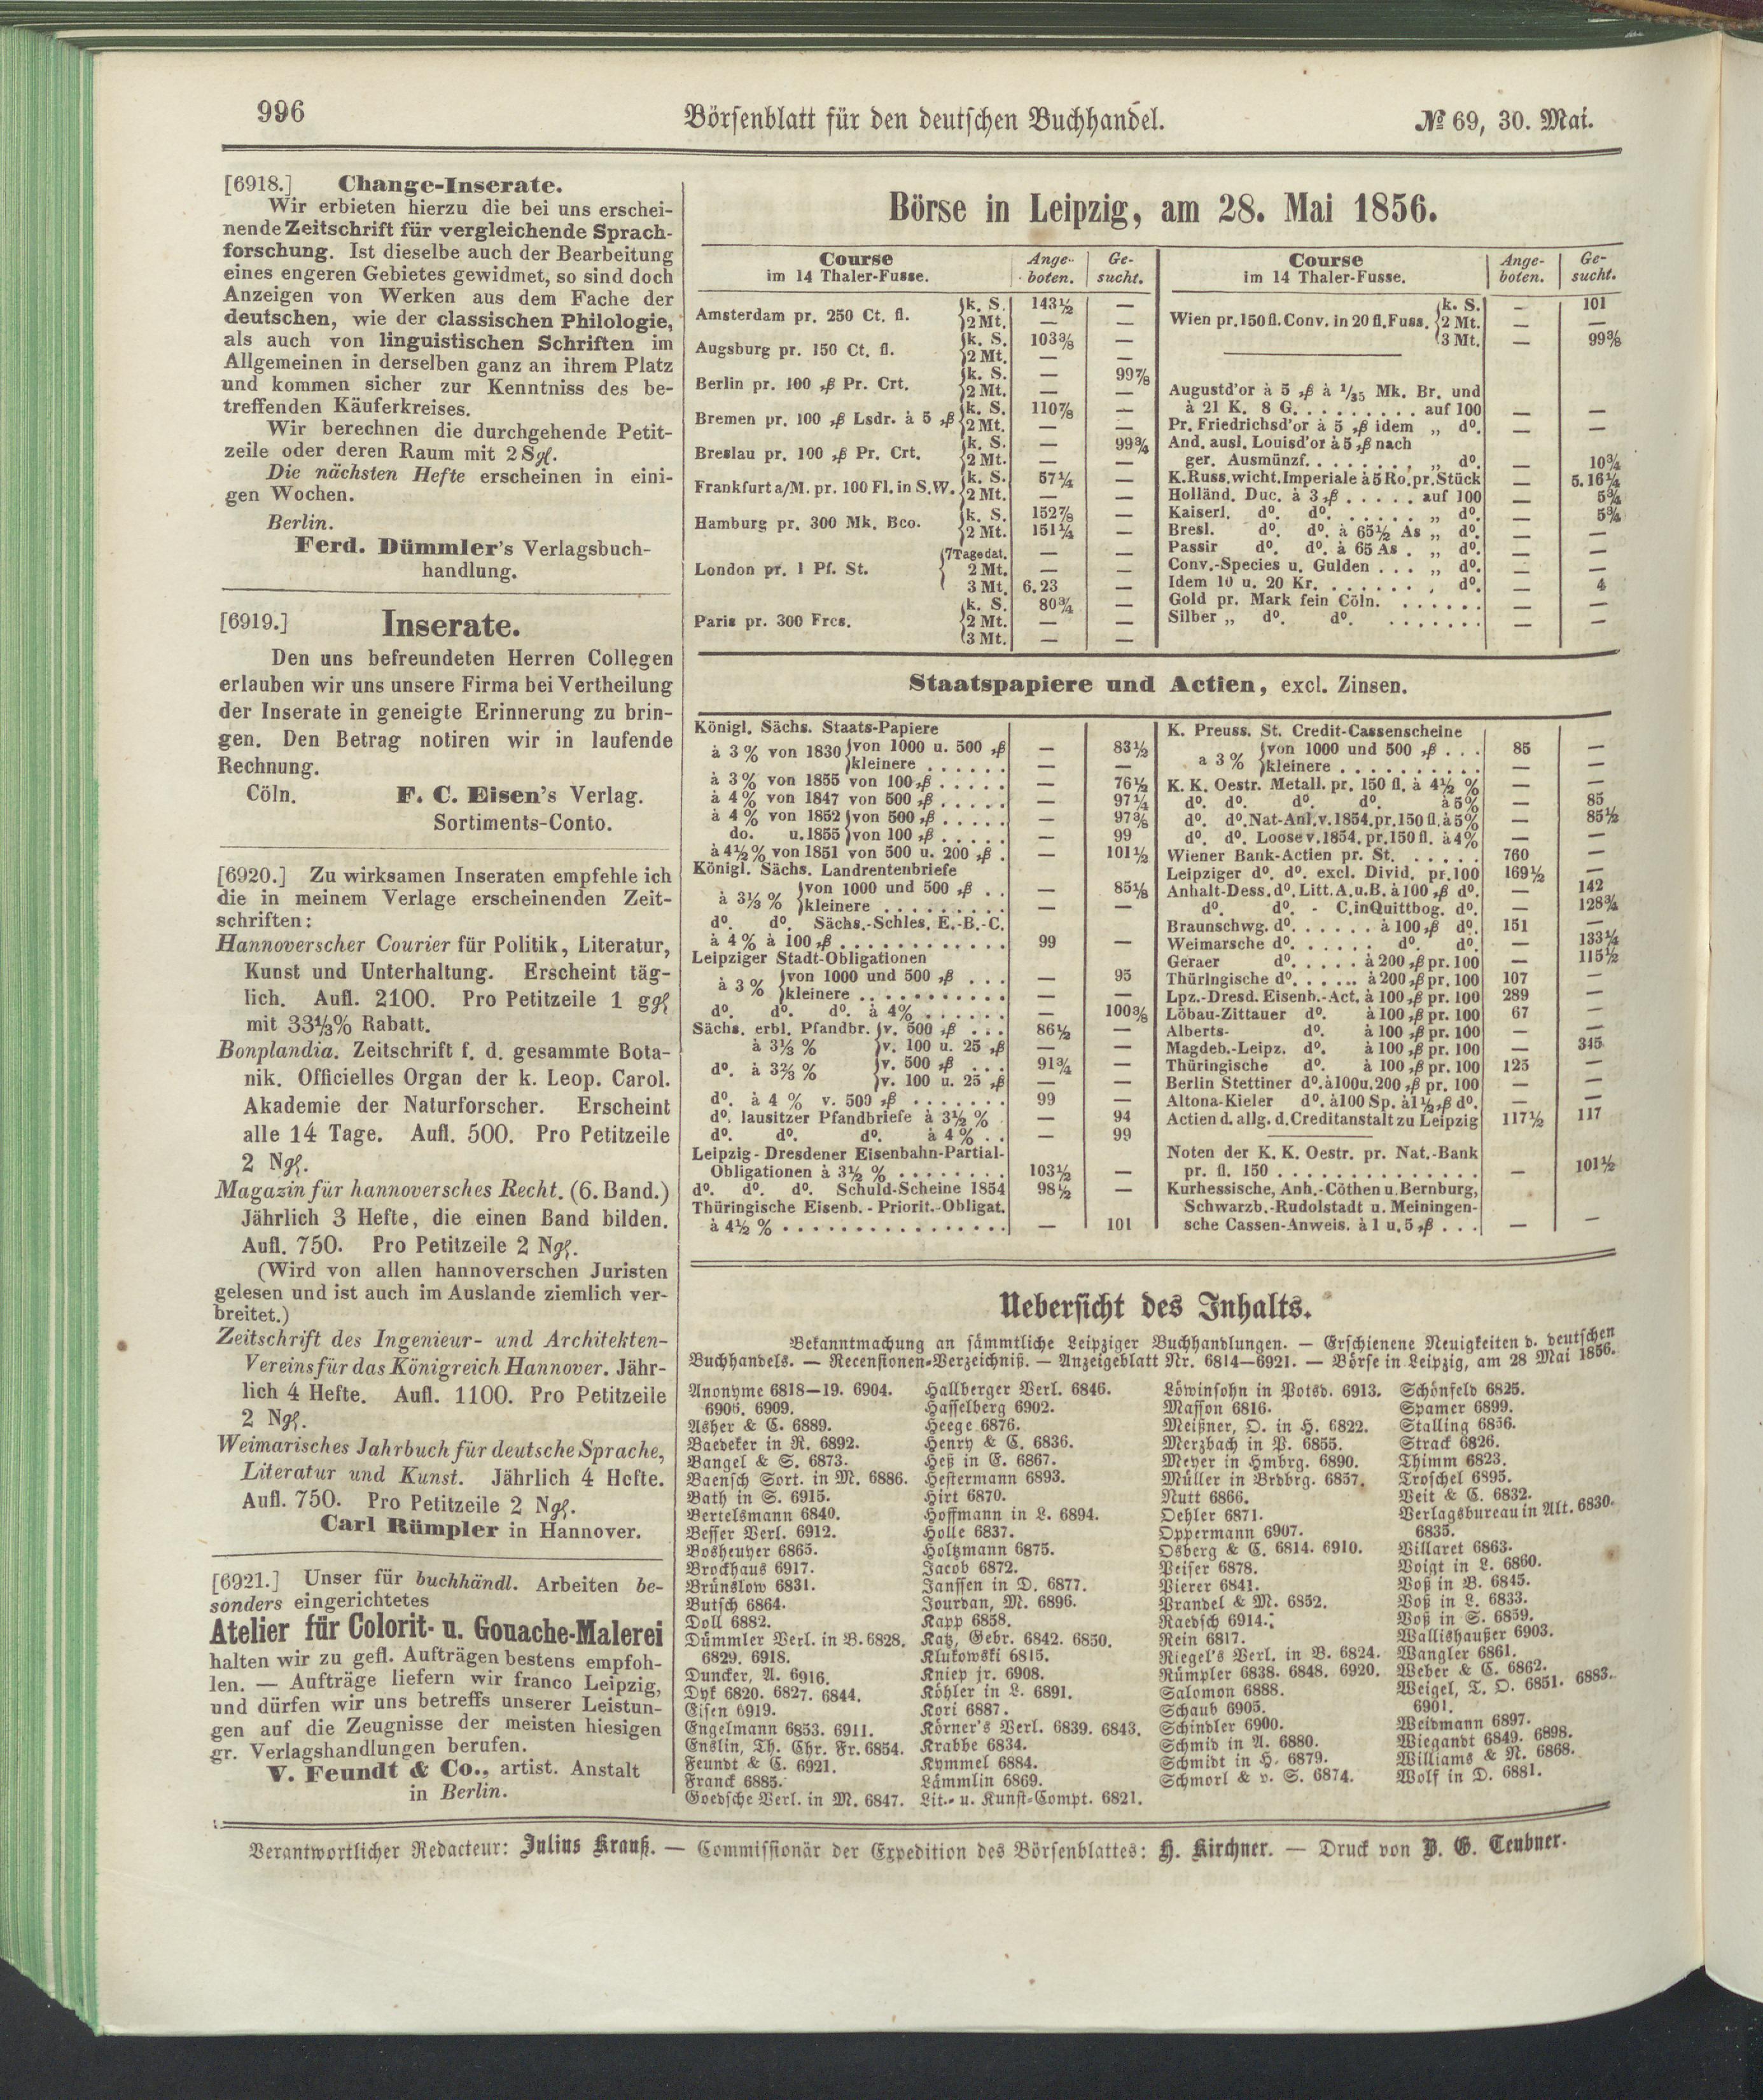 996
Börsenblatt für den deutschen Buchhandel.
№ 69, 30. Mai.
[6918.] Change-Inserate.
Wir erbieten hierzu die bei uns erschei-
nende Zeitschrift für vergleichende Sprach-
forschung. Ist dieselbe auch der Bearbeitung
eines engeren Gebietes gewidmet, so sind doch
Anzeigen von Werken aus dem Fache der
deutschen, wie der classischen Philologie,
als auch von linguistischen Schriften im
Allgemeinen in derselben ganz an ihrem Platz
und kommen sicher zur Kenntniss des be-
treffenden Käuferkreises.
Wir berechnen die durchgehende Petit-
zeile oder deren Raum mit 2 Sgl.
Die nächsten Hefte erscheinen in eini-
gen Wochen.
Berlin.
Ferd. Dümmler's Verlagsbuch-
handlung.
[6919.] Inserate.
Den uns befreundeten Herren Collegen
erlauben wir uns unsere Firma bei Vertheilung
der Inserate in geneigte Erinnerung zu brin-
gen. Den Betrag notiren wir in laufende
Rechnung.
Cöln. F. C. Eisen's Verlag.
Sortiments-Conto.
[6920.] Zu wirksamen Inseraten empfehle ich
die in meinem Verlage erscheinenden Zeit-
schriften:
Hannoverscher Courier für Politik, Literatur,
Kunst und Unterhaltung. Erscheint täg-
lich. Aufl. 2100. Pro Petitzeile 1 ggl
mit 33⅓% Rabatt.
Bonplandia. Zeitschrift f. d. gesammte Bota-
nik. Officielles Organ der k. Leop. Carol.
Akademie der Naturforscher. Erscheint
alle 14 Tage. Aufl. 500. Pro Petitzeile
2 Ngl.
Magazin für hannoversches Recht. (6. Band.)
Jährlich 3 Hefte, die einen Band bilden.
Aufl. 750. Pro Petitzeile 2 Ngl.
(Wird von allen hannoverschen Juristen
gelesen und ist auch im Auslande ziemlich ver-
breitet.)
Zeitschrift des Ingenieur- und Architekten-
Vereins für das Königreich Hannover. Jähr-
lich 4 Hefte. Aufl. 1100. Pro Petitzeile
2 Ngl.
Weimarisches Jahrbuch für deutsche Sprache,
Literatur und Kunst. Jährlich 4 Hefte.
Aufl. 750. Pro Petitzeile 2 Ngl.
Carl Rümpler in Hannover.
[6921.] Unser für buchhändl. Arbeiten be-
sonders eingerichtetes
Atelier für Colorit- u. Gouache-Malerei
halten wir zu gefl. Aufträgen bestens empfoh-
len. — Aufträge liefern wir franco Leipzig,
und dürfen wir uns betreffs unserer Leistun-
gen auf die Zeugnisse der meisten hiesigen
gr. Verlagshandlungen berufen.
V. Feundt & Co., artist. Anstalt
in Berlin.
Börse in Leipzig, am 28. Mai 1856.
Course im 14 Thaler-Fusse. Ange-boten. Ge-sucht.
Amsterdam pr. 250 Ct. fl. k. S. 143½ —
2 Mt. — —
Augsburg pr. 150 Ct. fl. k. S. 103⅜ —
2 Mt. — —
Berlin pr. 100 ₰ Pr. Crt. k. S. — 99⅞
2 Mt. — —
Bremen pr. 100 ₰ Lsdr. à 5 ₰ k. S. 110⅞ —
2 Mt. — —
Breslau pr. 100 ₰ Pr. Crt. k. S. — 99¾
2 Mt. — —
Frankfurt a/M. pr. 100 Fl. in S.W. k. S. 57¼ —
2 Mt. — —
Hamburg pr. 300 Mk. Bco. k. S. 152⅞ —
2 Mt. 151¼ —
London pr. 1 Pf. St. 7 Tage dat. — —
2 Mt. — —
3 Mt. 6.23 —
Paris pr. 300 Frcs. k. S. 80¾ —
2 Mt. — —
3 Mt. — —
Course im 14 Thaler-Fusse. Ange-boten. Ge-sucht.
Wien pr. 150 fl. Conv. in 20 fl. Fuss. k. S. — 101
2 Mt. — —
3 Mt. — 99⅜
Augustd'or à 5 ₰ à 1/35 Mk. Br. und
à 21 K. 8 G. . . . . . . . . auf 100 — —
Pr. Friedrichsd'or à 5 ₰ idem „ do. — —
And. ausl. Louisd'or à 5 ₰ nach
ger. Ausmünzf. . . . . . . . „ do. — 10¾
K. Russ. wicht. Imperiale à 5 Ro. pr. Stück — 5.16¼
Holländ. Duc. à 3 ₰ . . . . . auf 100 — 5¾
Kaiserl. do. do. . . . . . „ do. — 5¾
Bresl. do. do. à 65½ As „ do. — —
Passir do. do. à 65 As . „ do. — —
Conv.-Species u. Gulden . . . „ do. — —
Idem 10 u. 20 Kr. . . . . . . , do. — 4
Gold pr. Mark fein Cöln. . . . . . . — —
Silber „ do. do. . . . . . . . — —
Staatspapiere und Actien, excl. Zinsen.
Königl. Sächs. Staats-Papiere
à 3 % von 1830 von 1000 u. 500 ₰ — 83½
kleinere . . . . . . — —
à 3 % von 1855 von 100 ₰ . . . . . — 76½
à 4 % von 1847 von 500 ₰ . . . . . — 97¼
à 4 % von 1852 von 500 ₰ . . . . . — 97⅜
do. u. 1855 von 100 ₰ . . . . . — 99
à 4½ % von 1851 von 500 u. 200 ₰ . — 101½
Königl. Sächs. Landrentenbriefe
à 3⅓ % von 1000 und 500 ₰ . . — 85⅛
kleinere . . . . . . . . . — —
do. do. Sächs.-Schles. E.-B.-C.
à 4 % à 100 ₰ . . . . . . . . . . . . 99 —
Leipziger Stadt-Obligationen
à 3 % von 1000 und 500 ₰ . . . — 95
kleinere . . . . . . . . . . . — —
do. do. do. à 4% . . . . . . — 100⅜
Sächs. erbl. Pfandbr. v. 500 ₰ . . . 86½ —
à 3⅓ % v. 100 u. 25 ₰ — —
do. à 3⅔ % v. 500 ₰ . . . 91¾ —
v. 100 u. 25 ₰ — —
do. à 4 % v. 500 ₰ . . . . . . . 99 —
do. lausitzer Pfandbriefe à 3½ % — 94
do. do. do. à 4 % . . — 99
Leipzig-Dresdener Eisenbahn-Partial-
Obligationen à 3½ % . . . . . . . . 103½ —
do. do. do. Schuld-Scheine 1854 98½ —
Thüringische Eisenb.-Priorit.-Obligat.
à 4½ % . . . . . . . . . . . . . . . . — 101
K. Preuss. St. Credit-Cassenscheine
a 3 % von 1000 und 500 ₰ . . . 85 —
kleinere . . . . . . . . . . — —
K. K. Oestr. Metall. pr. 150 fl. à 4½ % — —
do. do. do. do. à 5% — 85
do. do. Nat-Anl. v. 1854. pr. 150 fl. à 5% — 85½
do. do. Loose v. 1854. pr. 150 fl. à 4% — —
Wiener Bank-Actien pr. St. . . . . . 760 —
Leipziger do. do. excl. Divid. pr. 100 169½ —
Anhalt-Dess. do. Litt. A. u. B. à 100 ₰ do. — 142
do. do. - C. in Quittbog. do. — 128¾
Braunschwg. do. . . . . . à 100 ₰ do. 151 —
Weimarsche do. . . . . . do. do. — 133¼
Geraer do. . . . . à 200 ₰ pr. 100 — 115½
Thüringische do. . . . . . à 200 ₰ pr. 100 107 —
Lpz.-Dresd. Eisenb.-Act. à 100 ₰ pr. 100 289 —
Löbau-Zittauer do. à 100 ₰ pr. 100 67 —
Alberts- do. à 100 ₰ pr. 100 — —
Magdeb.-Leipz. do. à 100 ₰ pr. 100 — 345
Thüringische do. à 100 ₰ pr. 100 125 —
Berlin Stettiner do. à 100 u. 200 ₰ pr. 100 — —
Altona-Kieler do. à 100 Sp. à 1½ ₰ do. — —
Actien d. allg. d. Creditanstalt zu Leipzig 117½ 117
Noten der K. K. Oestr. pr. Nat.-Bank
pr. fl. 150 . . . . . . . . . . . . . . — 101½
Kurhessische, Anh.-Cöthen u. Bernburg,
Schwarzb.-Rudolstadt u. Meiningen-
sche Cassen-Anweis. à 1 u. 5 ₰ . . . — —
Uebersicht des Inhalts.
Bekanntmachung an sämmtliche Leipziger Buchhandlungen. — Erschienene Neuigkeiten d. deutschen
Buchhandels. — Recensionen-Verzeichniß. — Anzeigeblatt Nr. 6814—6921. — Börse in Leipzig, am 28 Mai 1856.
Anonyme 6818—19. 6904.
6906. 6909.
Asher & C. 6889.
Baedeker in R. 6892.
Bangel & S. 6873.
Baensch Sort. in M. 6886.
Bath in S. 6915.
Bertelsmann 6840.
Besser Verl. 6912.
Bosheuyer 6865.
Brockhaus 6917.
Brünslow 6831.
Butsch 6864.
Doll 6882.
Dümmler Verl. in B. 6828.
6829. 6918.
Duncker, A. 6916.
Dyk 6820. 6827. 6844.
Eisen 6919.
Engelmann 6853. 6911.
Enslin, Th. Chr. Fr. 6854.
Feundt & C. 6921.
Franck 6885.
Goedsche Verl. in M. 6847.
Hallberger Verl. 6846.
Hasselberg 6902.
Heege 6876.
Henry & C. 6836.
Heß in E. 6867.
Hestermann 6893.
Hirt 6870.
Hoffmann in L. 6894.
Holle 6837.
Holtzmann 6875.
Jacob 6872.
Janssen in D. 6877.
Jourdan, M. 6896.
Kapp 6858.
Katz, Gebr. 6842. 6850.
Klukowski 6815.
Kniep jr. 6908.
Köhler in L. 6891.
Kori 6887.
Körner's Verl. 6839. 6843.
Krabbe 6834.
Kymmel 6884.
Lämmlin 6869.
Lit.- u. Kunst-Compt. 6821.
Löwinsohn in Potsd. 6913.
Masson 6816.
Meißner, O. in H. 6822.
Merzbach in P. 6855.
Meyer in Hmbrg. 6890.
Müller in Brdbrg. 6857.
Nutt 6866.
Oehler 6871.
Oppermann 6907.
Osberg & C. 6814. 6910.
Peiser 6878.
Pierer 6841.
Prandel & M. 6852.
Raebsch 6914.
Rein 6817.
Riegel's Verl. in B. 6824.
Rümpler 6838. 6848. 6920.
Salomon 6888.
Schaub 6905.
Schindler 6900.
Schmid in A. 6880.
Schmidt in H. 6879.
Schmorl & v. S. 6874.
Schönfeld 6825.
Spamer 6899.
Stalling 6856.
Strack 6826.
Thimm 6823.
Troschel 6895.
Veit & C. 6832.
Verlagsbureau in Alt. 6830.
6835.
Villaret 6863.
Voigt in L. 6860.
Voß in B. 6845.
Voß in L. 6833.
Voß in S. 6859.
Wallishaußer 6903.
Wangler 6861.
Weber & C. 6862.
Weigel, T. O. 6851. 6883.
6901.
Weidmann 6897.
Wiegandt 6849. 6898.
Williams & N. 6868.
Wolf in D. 6881.
Verantwortlicher Redacteur: Julius Krauß. — Commissionär der Expedition des Börsenblattes: H. Kirchner. — Druck von B. G. Teubner.